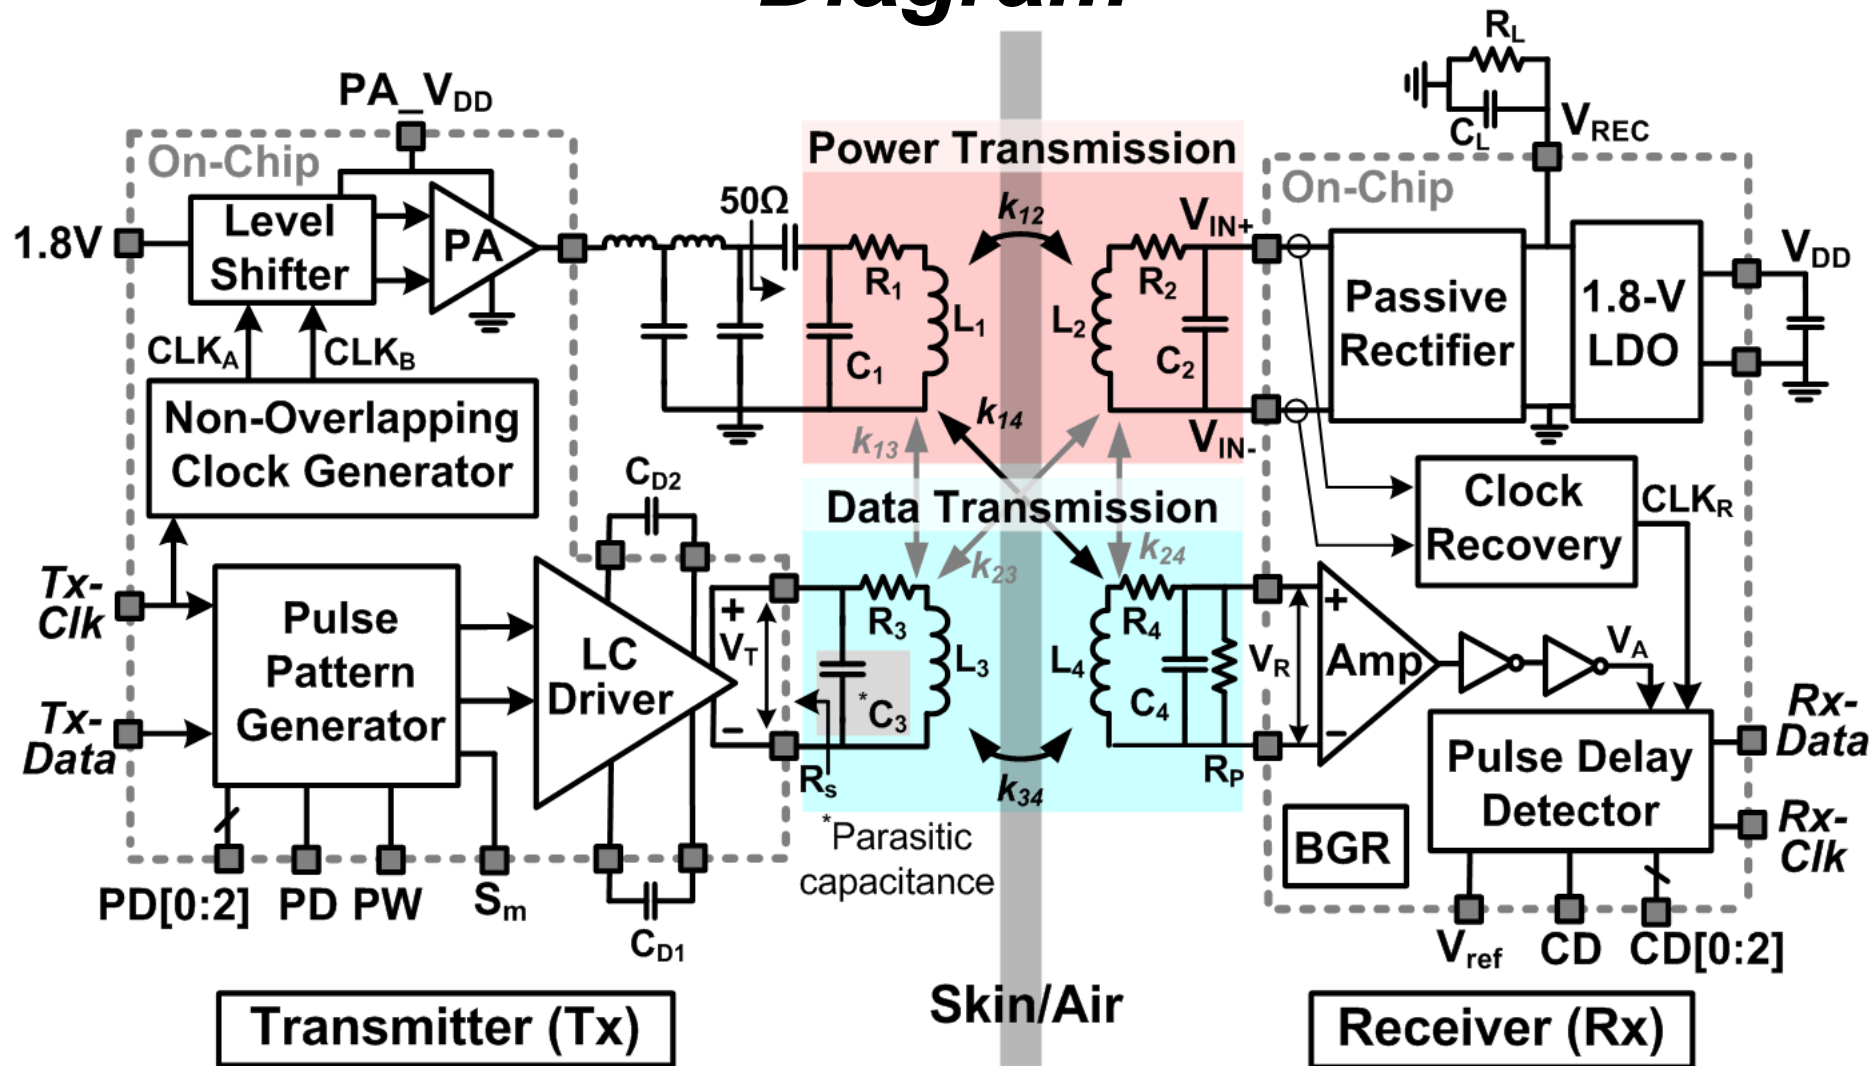 Diagram
PA_VDD
On-Chip
1.8V
Level
Shifter
PA
CLKA
CLKB
Non-Overlapping
Clock Generator
Tx-
Clk
Tx-
Data
Pulse
Pattern
Generator
LC
Driver
CD2
CD1
+
VT
−
Rs
PD[0:2]
PD
PW
Sm
50Ω
Power Transmission
R1
L1
C1
k12
L2
R2
C2
VIN+
VIN-
k13
k14
Data Transmission
k23
k24
R3
L3
*C3
k34
L4
R4
C4
RP
VR
*Parasitic
capacitance
RL
CL
VREC
On-Chip
Passive
Rectifier
1.8-V
LDO
VDD
Clock
Recovery
CLKR
+
Amp
−
VA
Pulse Delay
Detector
Rx-
Data
Rx-
Clk
BGR
Vref
CD
CD[0:2]
Transmitter (Tx)
Skin/Air
Receiver (Rx)